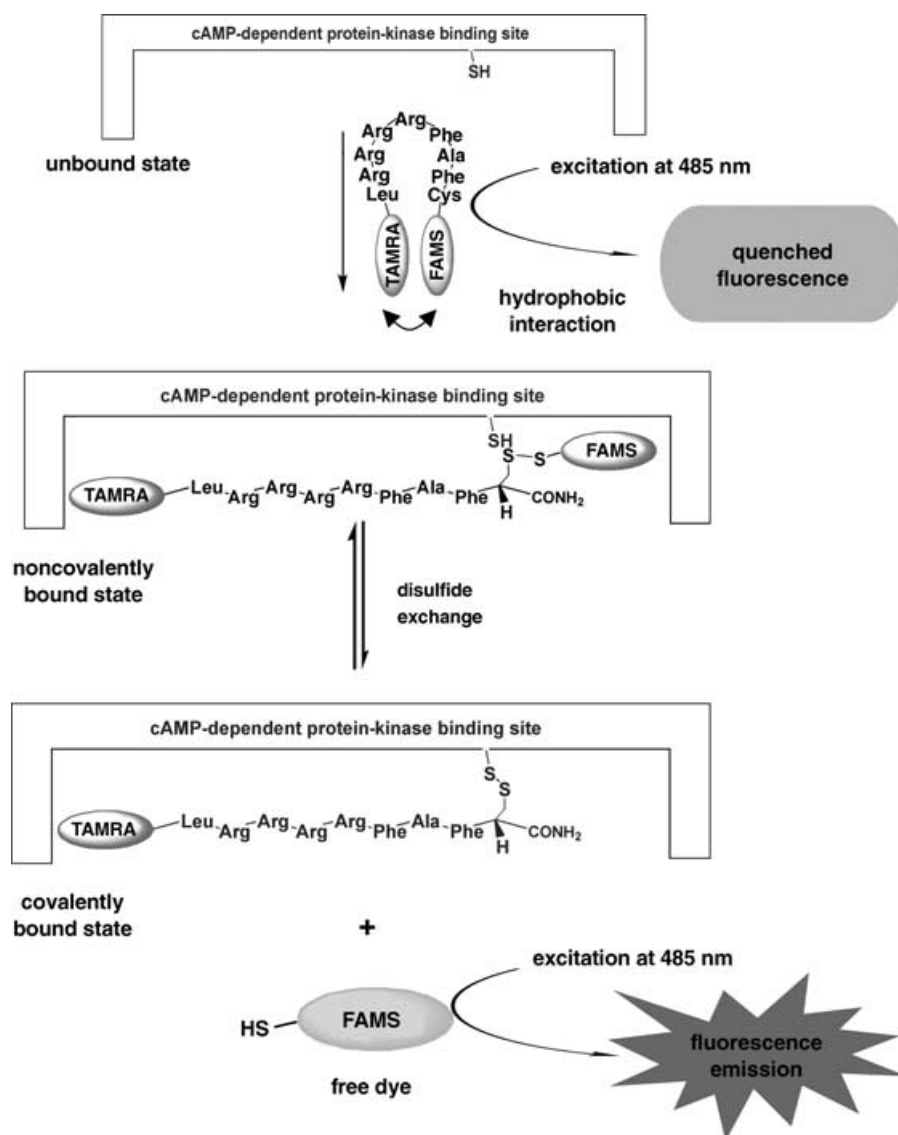 cAMP-dependent protein-kinase binding site
SH
unbound state
Arg
Arg
Arg
Arg
Leu
Phe
Ala
Phe
Cys
TAMRA
FAMS
excitation at 485 nm
quenched
fluorescence
hydrophobic
interaction
cAMP-dependent protein-kinase binding site
SH
S
S
FAMS
TAMRA
Leu
Arg
Arg
Arg
Arg
Phe
Ala
Phe
CONH₂
H
noncovalently
bound state
disulfide
exchange
cAMP-dependent protein-kinase binding site
S
S
TAMRA
Leu
Arg
Arg
Arg
Arg
Phe
Ala
Phe
CONH₂
H
covalently
bound state
+
excitation at 485 nm
HS
FAMS
fluorescence
emission
free dye